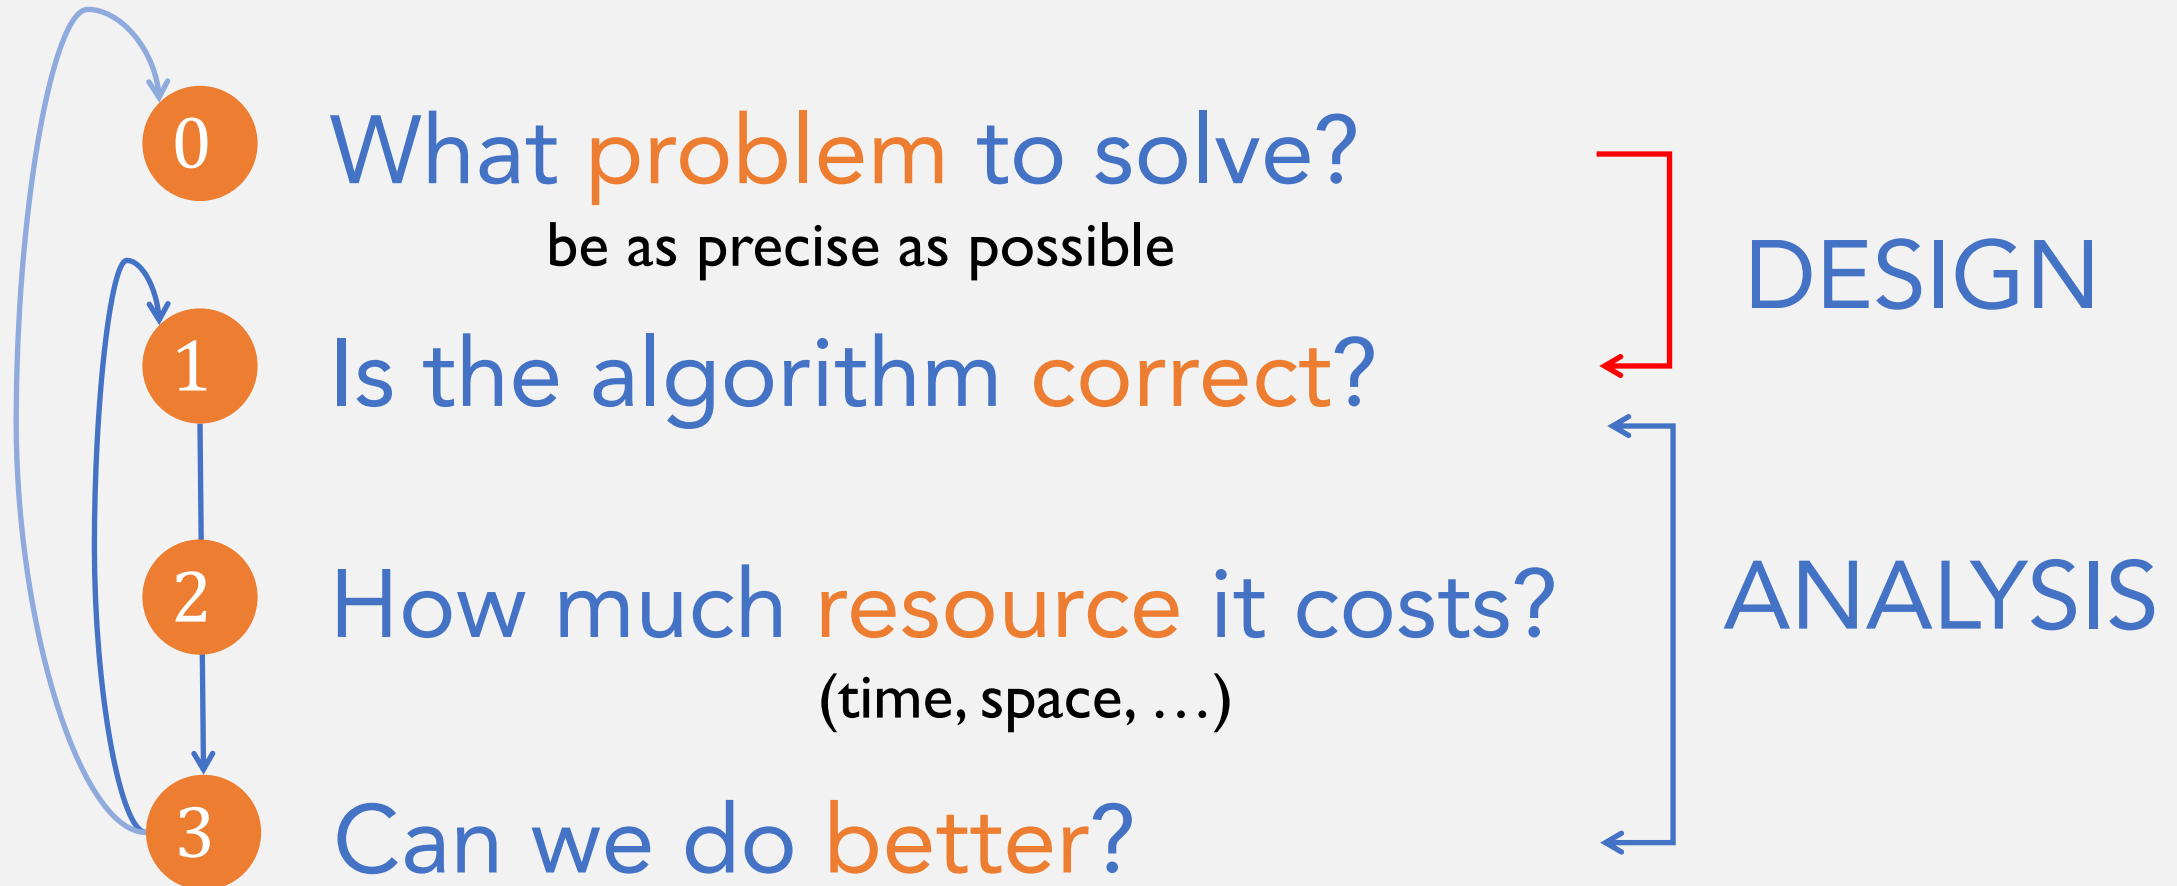 0 What problem to solve?
be as precise as possible
DESIGN
1 Is the algorithm correct?
2 How much resource it costs?
(time, space, …)
ANALYSIS
3 Can we do better?